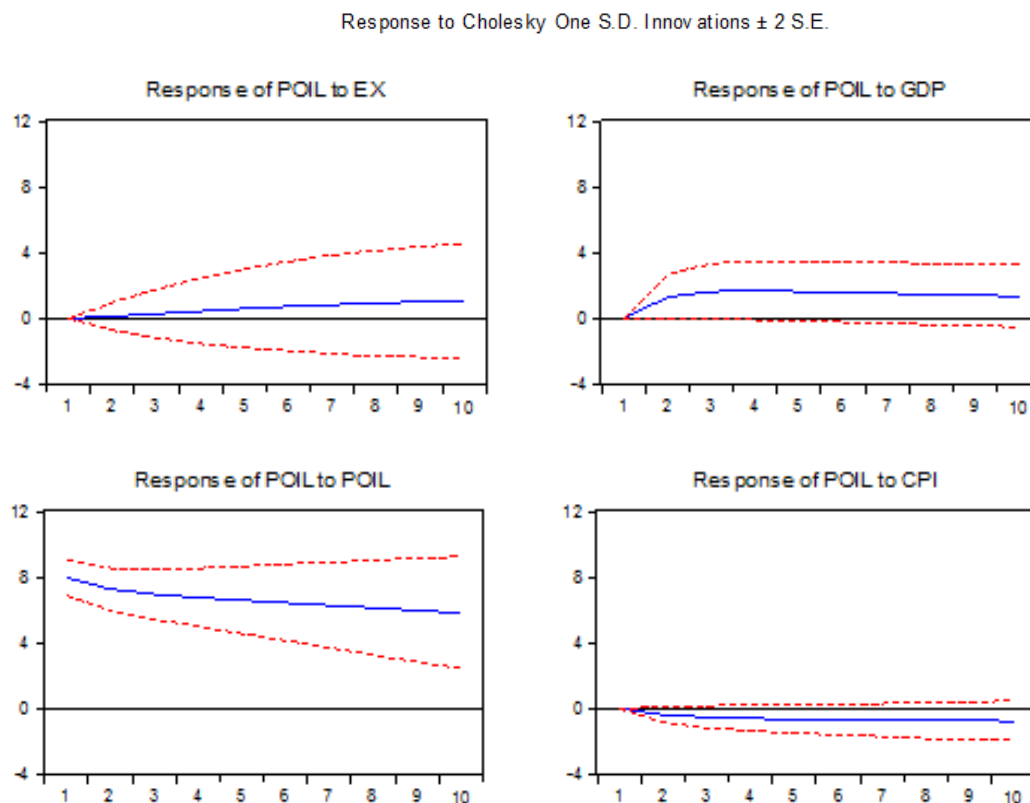 Response to Cholesky One S.D. Innovations ± 2 S.E.
Response of POIL to EX
12
8
4
0
-4
1 2 3 4 5 6 7 8 9 10
Response of POIL to GDP
12
8
4
0
-4
1 2 3 4 5 6 7 8 9 10
Response of POIL to POIL
12
8
4
0
-4
1 2 3 4 5 6 7 8 9 10
Response of POIL to CPI
12
8
4
0
-4
1 2 3 4 5 6 7 8 9 10